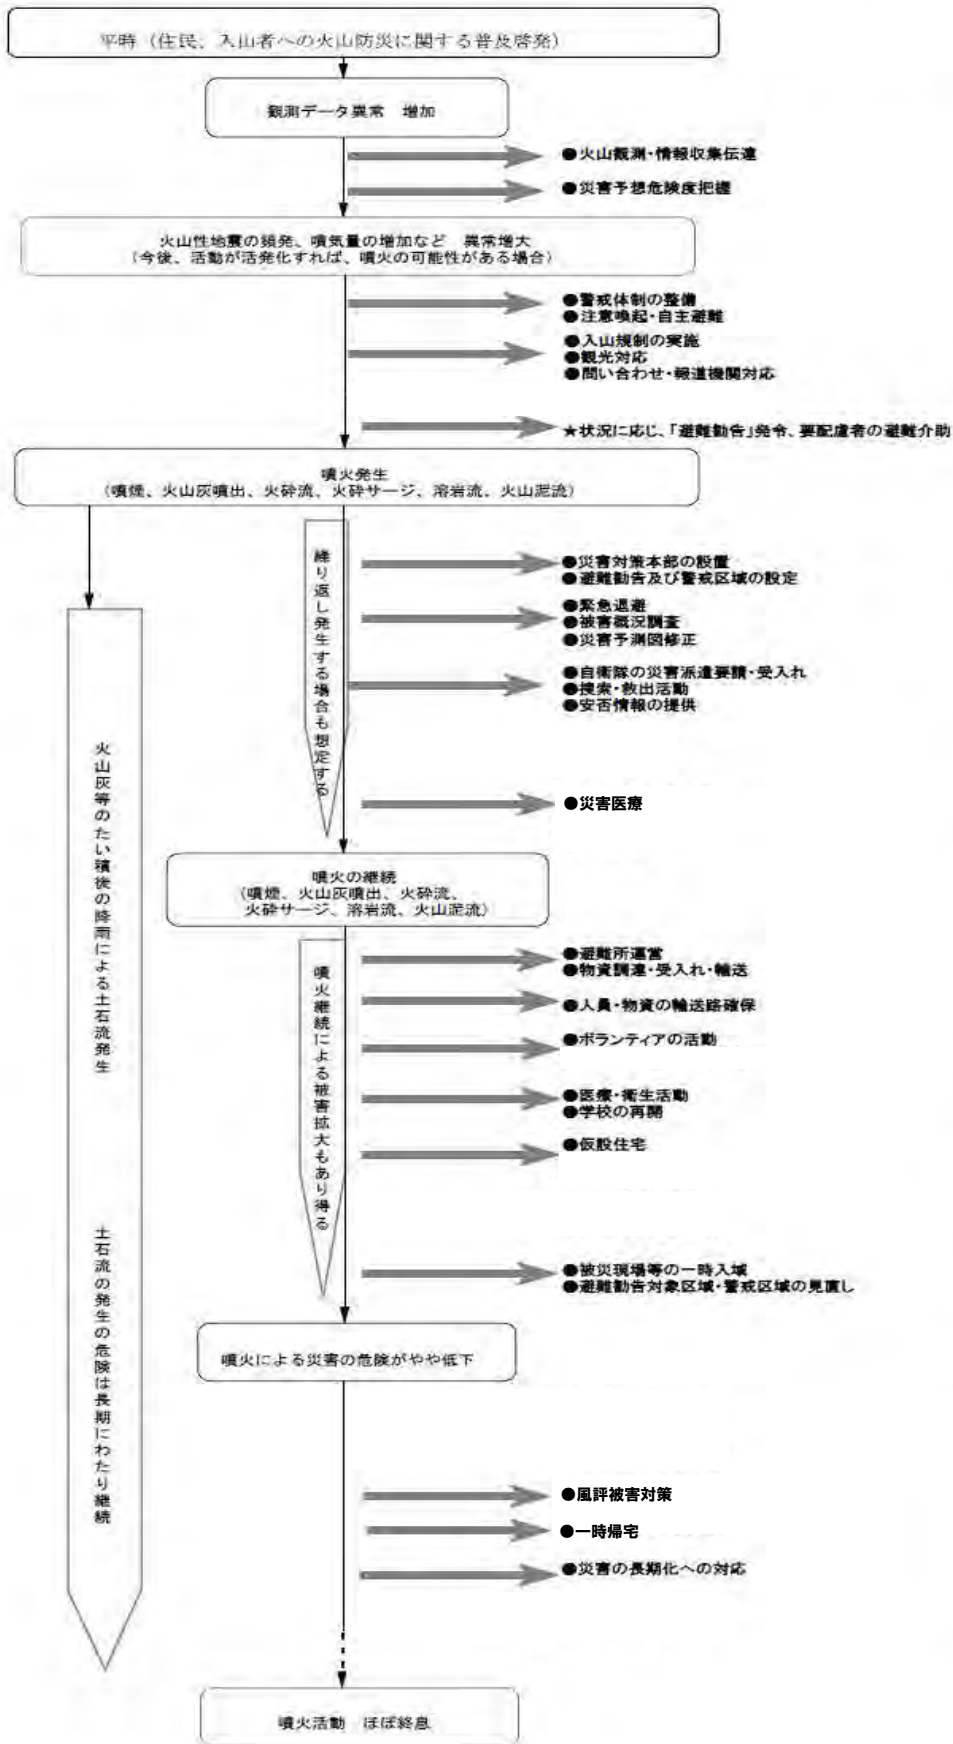 平時（住民、入山者への火山防災に関する普及啓発）
観測データ異常　増加
●火山観測・情報収集伝達
●災害予想危険度把握
火山性地震の頻発、噴気量の増加など　異常増大
（今後、活動が活発化すれば、噴火の可能性がある場合）
●警戒体制の整備
●注意喚起・自主避難
●入山規制の実施
●観光対応
●問い合わせ・報道機関対応
★状況に応じ、「避難勧告」発令、要配慮者の避難介助
噴火発生
（噴煙、火山灰噴出、火砕流、火砕サージ、溶岩流、火山泥流）
繰り返し発生する場合も想定する
●災害対策本部の設置
●避難勧告及び警戒区域の設定
●緊急退避
●被害概況調査
●災害予測図修正
●自衛隊の災害派遣要請・受入れ
●捜索・救出活動
●安否情報の提供
●災害医療
火山灰等のたい積後の降雨による土石流発生
土石流の発生の危険は長期にわたり継続
噴火の継続
（噴煙、火山灰噴出、火砕流、
火砕サージ、溶岩流、火山泥流）
噴火継続による被害拡大もあり得る
●避難所運営
●物資調達・受入れ・輸送
●人員・物資の輸送路確保
●ボランティアの活動
●医療・衛生活動
●学校の再開
●仮設住宅
●被災現場等の一時入域
●避難勧告対象区域・警戒区域の見直し
噴火による災害の危険がやや低下
●風評被害対策
●一時帰宅
●災害の長期化への対応
噴火活動　ほぼ終息